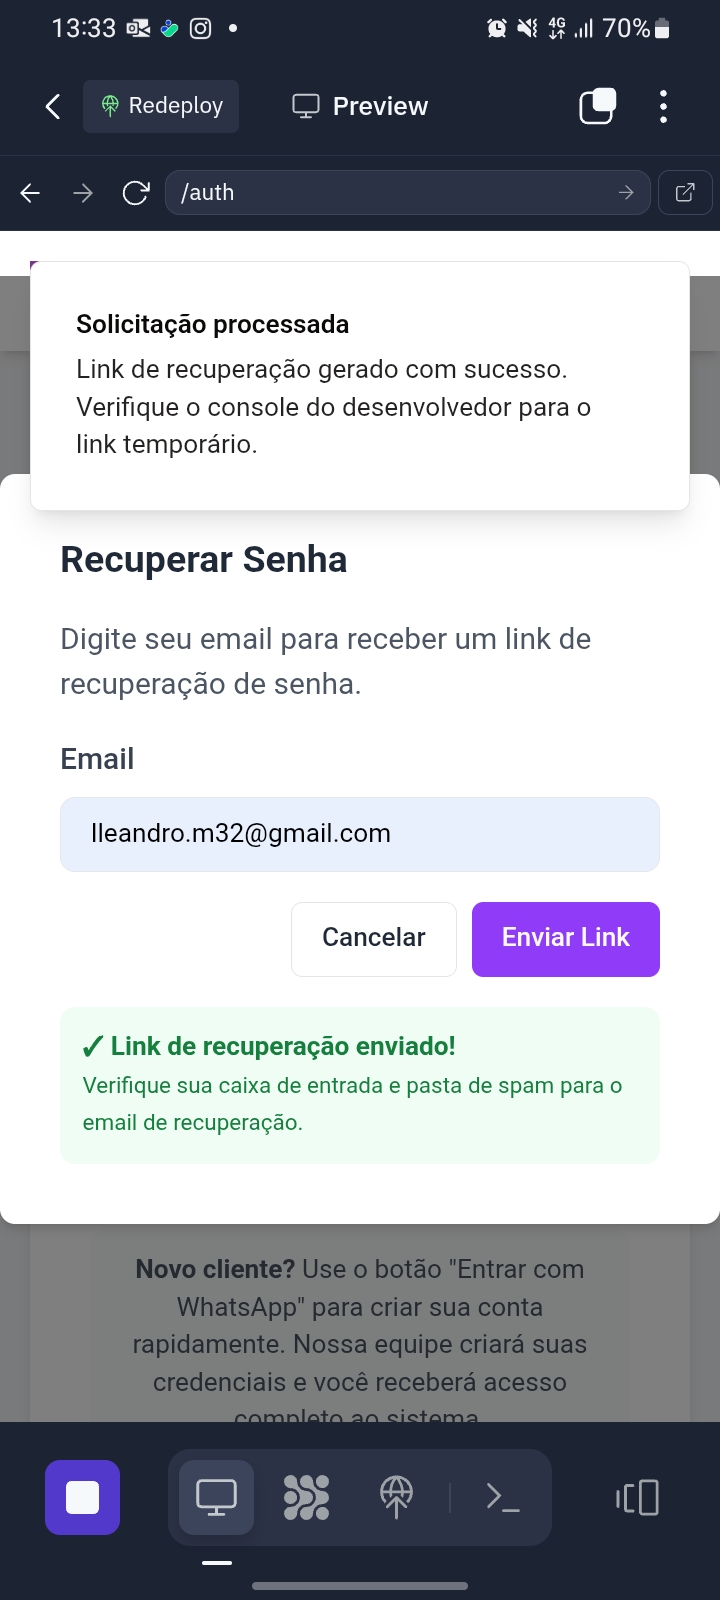 13:33
4G
70%
Redeploy
Preview
/auth
Solicitação processada
Link de recuperação gerado com sucesso.
Verifique o console do desenvolvedor para o
link temporário.
Recuperar Senha
Digite seu email para receber um link de
recuperação de senha.
Email
lleandro.m32@gmail.com
Cancelar
Enviar Link
✓ Link de recuperação enviado!
Verifique sua caixa de entrada e pasta de spam para o
email de recuperação.
Novo cliente? Use o botão "Entrar com
WhatsApp" para criar sua conta
rapidamente. Nossa equipe criará suas
credenciais e você receberá acesso
completo ao sistema